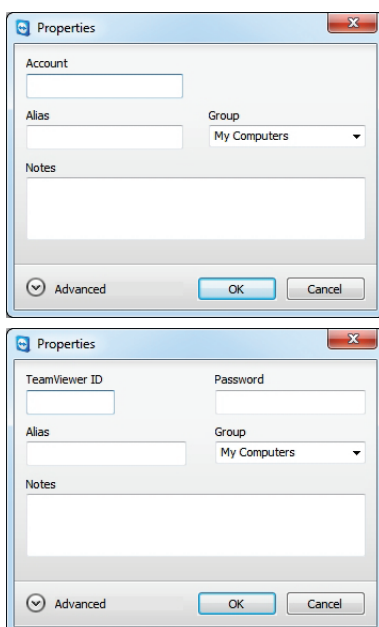 Properties
Account
Alias Group
My Computers
Notes
Advanced OK Cancel
Properties
TeamViewer ID Password
Alias Group
My Computers
Notes
Advanced OK Cancel